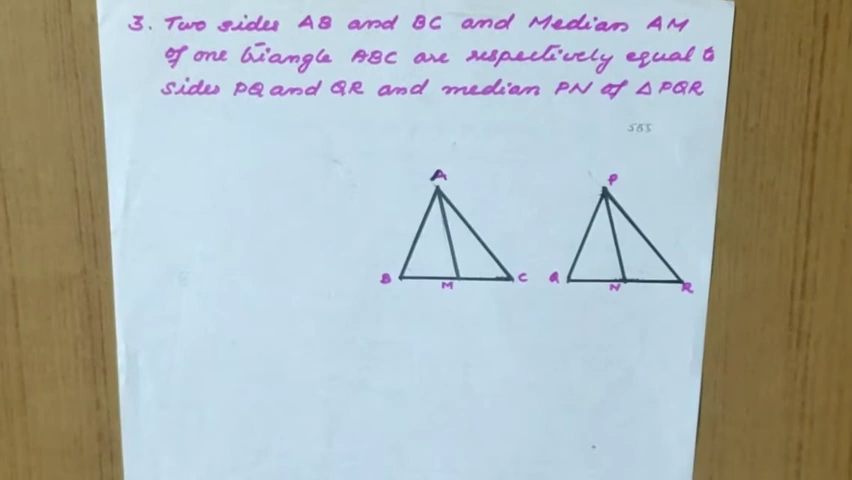 3. Two sides AB and BC and Median AM
of one triangle ABC are respectively equal to
sides PQ and QR and median PN of △PQR
A
P
B
M
C
Q
N
R